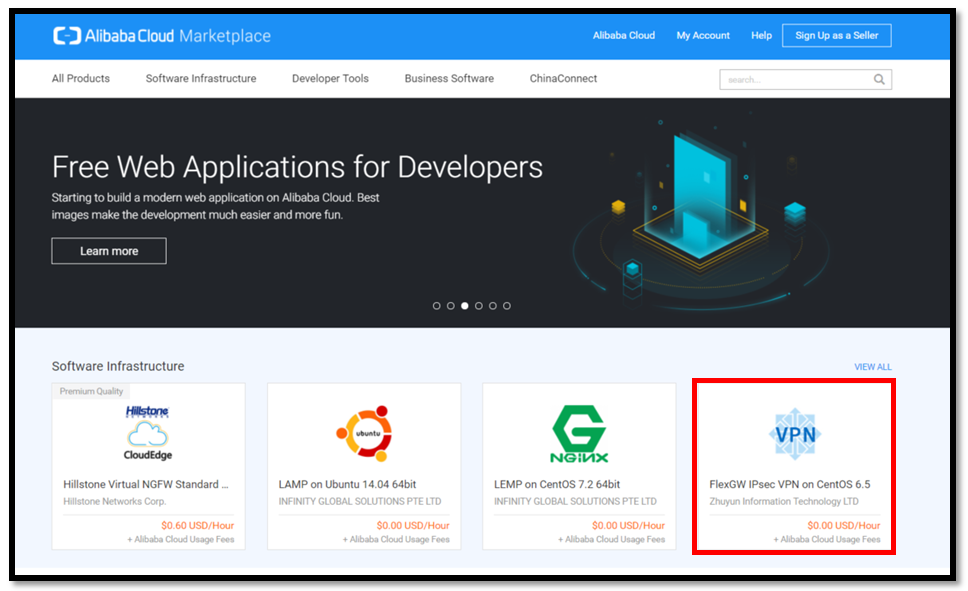 Alibaba Cloud Marketplace
Alibaba Cloud My Account Help Sign Up as a Seller
All Products Software Infrastructure Developer Tools Business Software ChinaConnect search...
Free Web Applications for Developers
Starting to build a modern web application on Alibaba Cloud. Best
images make the development much easier and more fun.
Learn more
Software Infrastructure VIEW ALL
Premium Quality
Hillstone
NETWORKS
CloudEdge
ubuntu
NGiNX
VPN
Hillstone Virtual NGFW Standard ...
Hillstone Networks Corp.
$0.60 USD/Hour
+ Alibaba Cloud Usage Fees
LAMP on Ubuntu 14.04 64bit
INFINITY GLOBAL SOLUTIONS PTE LTD
$0.00 USD/Hour
+ Alibaba Cloud Usage Fees
LEMP on CentOS 7.2 64bit
INFINITY GLOBAL SOLUTIONS PTE LTD
$0.00 USD/Hour
+ Alibaba Cloud Usage Fees
FlexGW IPsec VPN on CentOS 6.5
Zhuyun Information Technology LTD
$0.00 USD/Hour
+ Alibaba Cloud Usage Fees